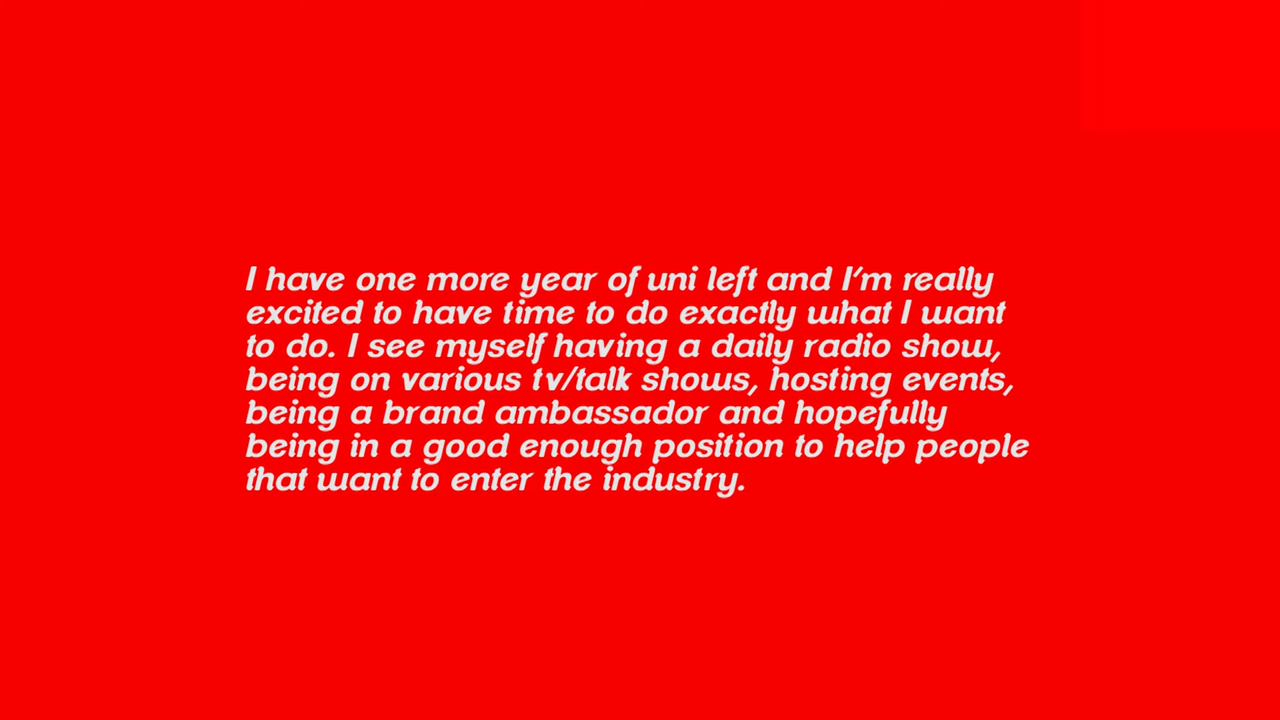 I have one more year of uni left and I'm really
excited to have time to do exactly what I want
to do. I see myself having a daily radio show,
being on various tv/talk shows, hosting events,
being a brand ambassador and hopefully
being in a good enough position to help people
that want to enter the industry.